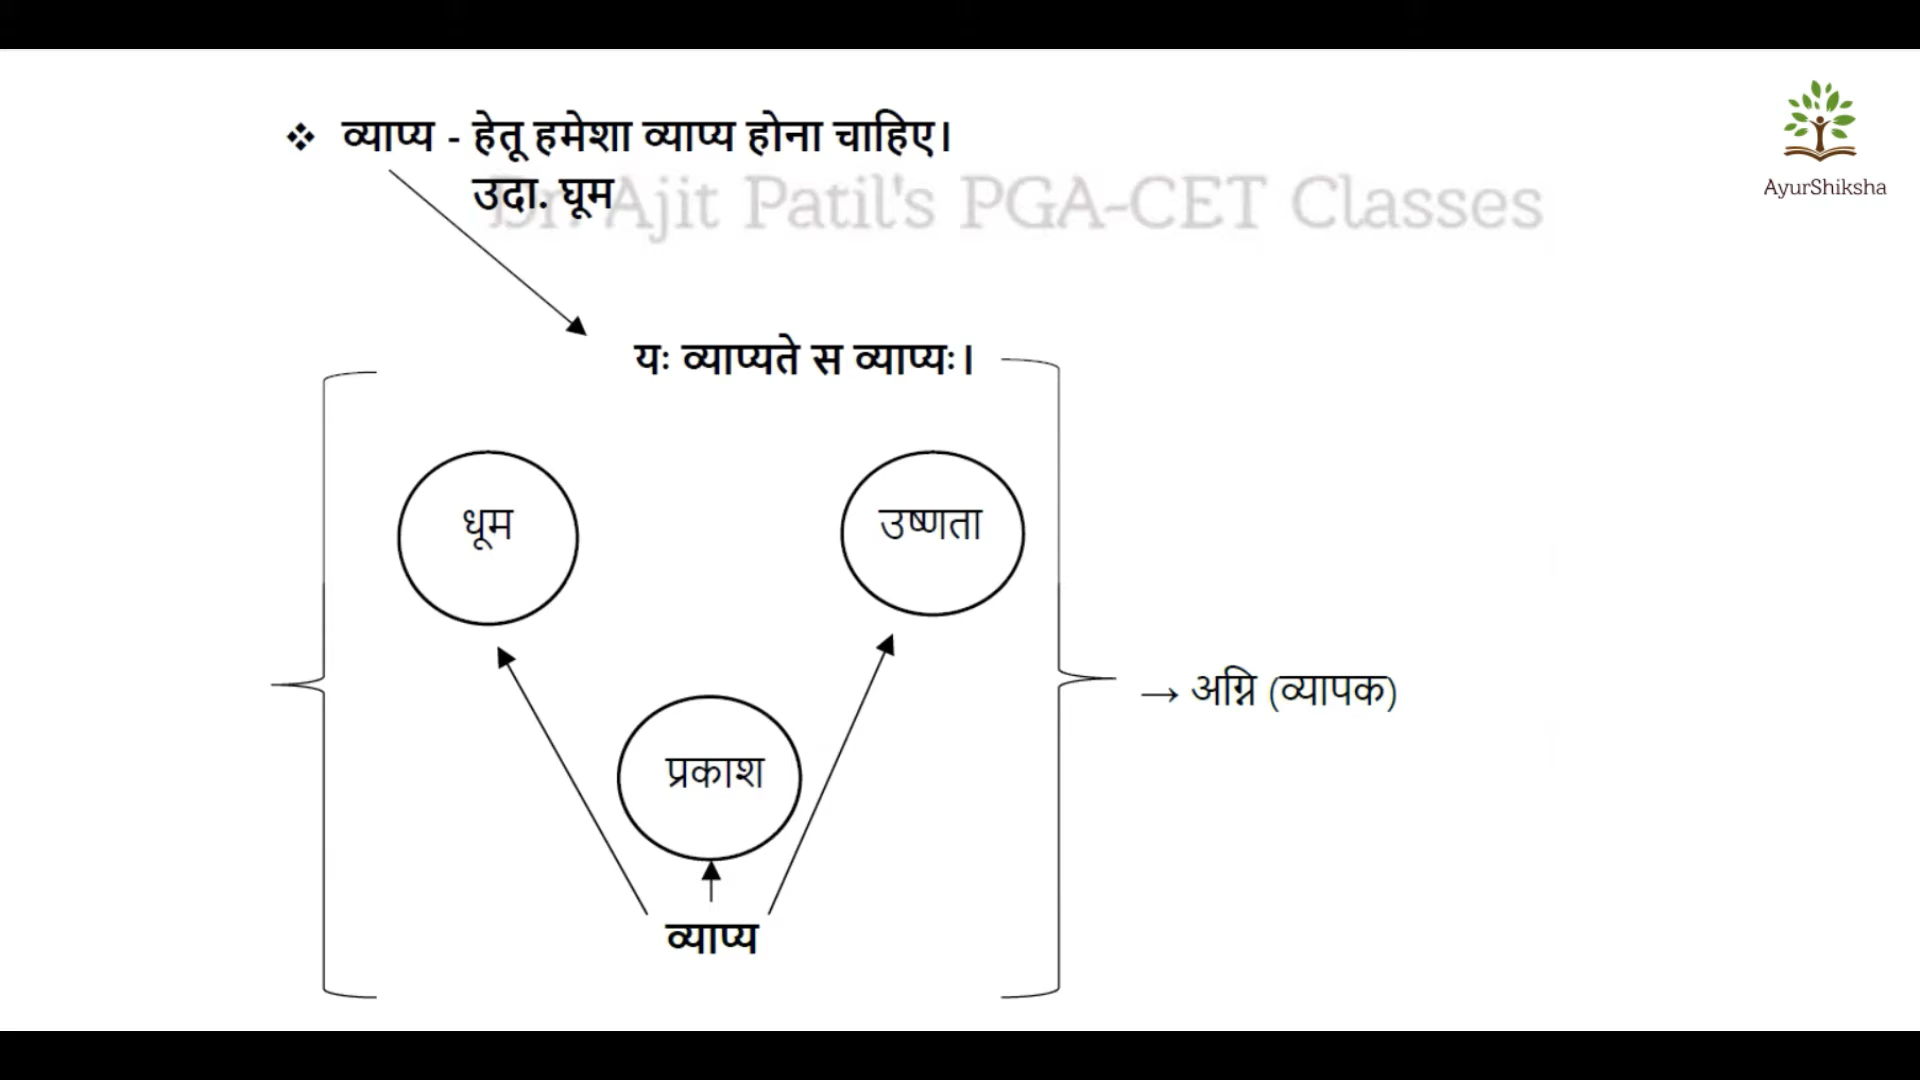 ❖ व्याप्य - हेतू हमेशा व्याप्य होना चाहिए।
उदा. घूम
Dr. Ajit Patil's PGA-CET Classes
AyurShiksha
यः व्याप्यते स व्याप्यः।
धूम
उष्णता
→ अग्नि (व्यापक)
प्रकाश
व्याप्य